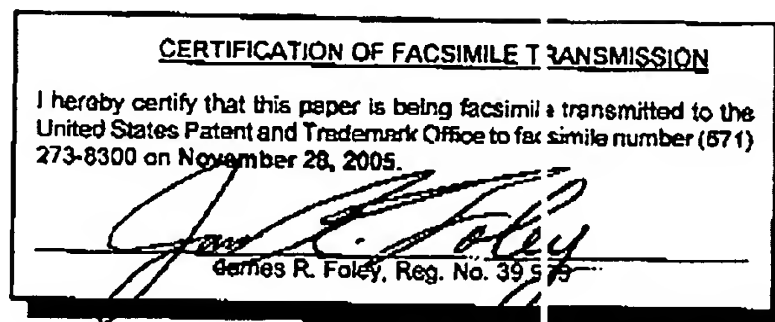 CERTIFICATION OF FACSIMILE TRANSMISSION
I hereby certify that this paper is being facsimile transmitted to the
United States Patent and Trademark Office to facsimile number (571)
273-8300 on November 28, 2005.
James R. Foley, Reg. No.